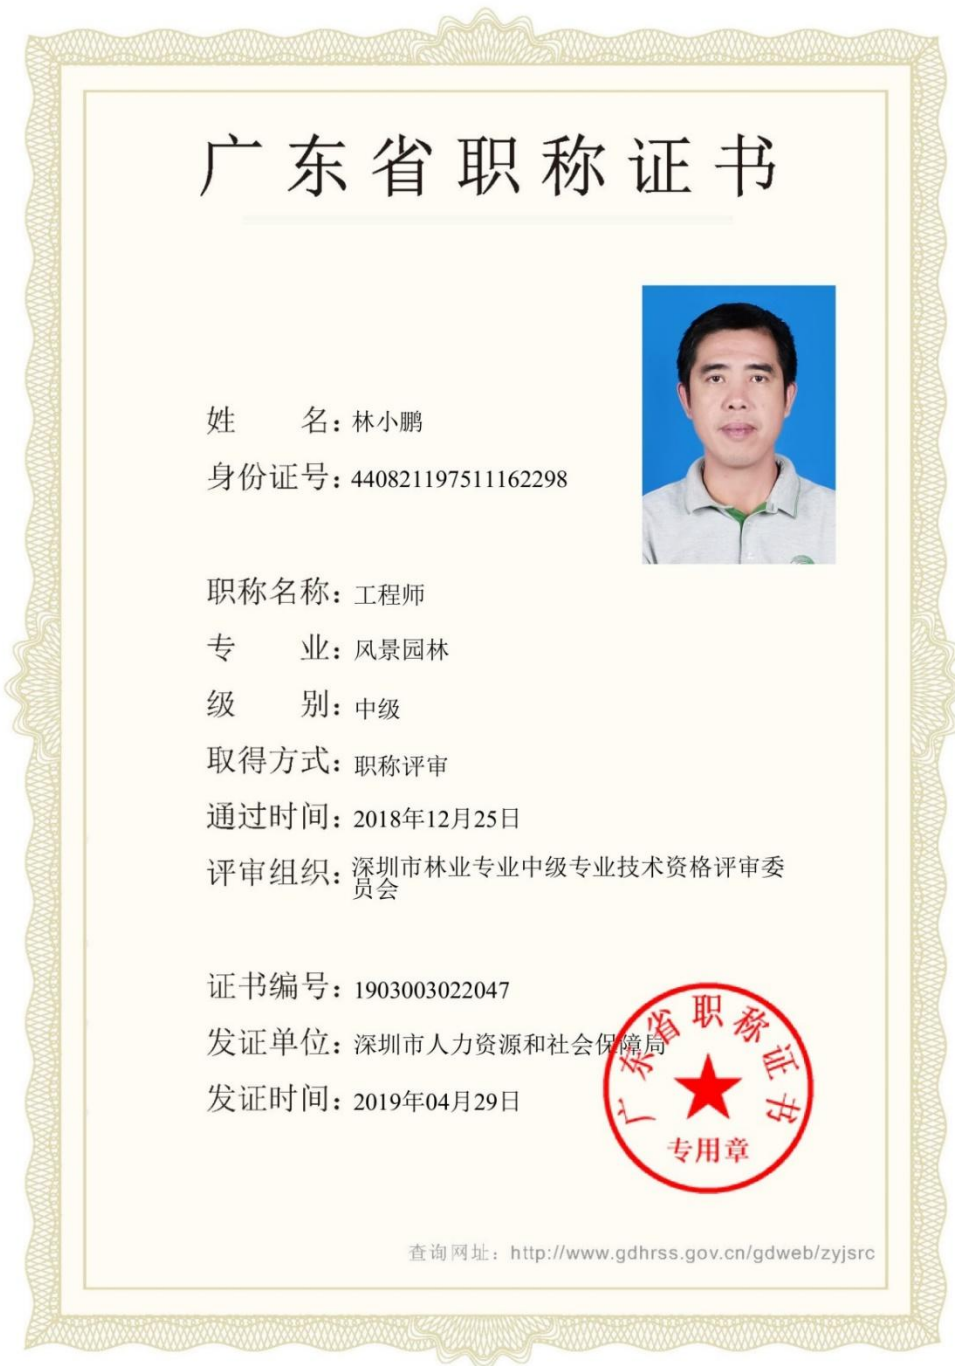 广东省职称证书
姓 名：林小鹏
身份证号：440821197511162298
职称名称：工程师
专 业：风景园林
级 别：中级
取得方式：职称评审
通过时间：2018年12月25日
评审组织：深圳市林业专业中级专业技术资格评审委
员会
证书编号：1903003022047
发证单位：深圳市人力资源和社会保障局
发证时间：2019年04月29日
广东省职称证书
专用章
查询网址：http://www.gdhrss.gov.cn/gdweb/zyjsrc